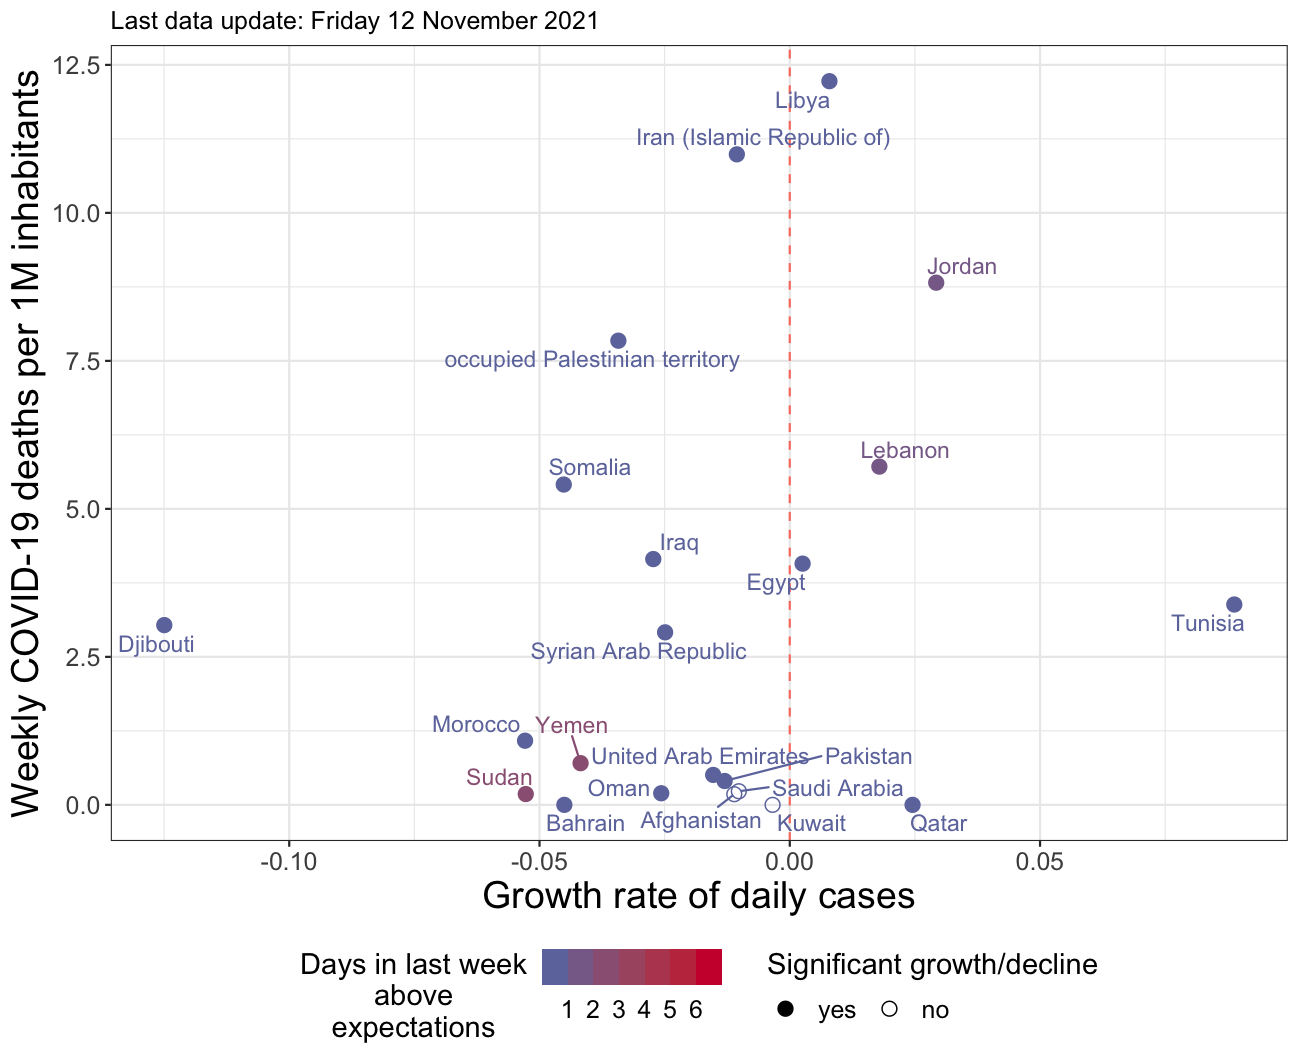 Last data update: Friday 12 November 2021
Weekly COVID-19 deaths per 1M inhabitants
12.5
10.0
7.5
5.0
2.5
0.0
Libya
Iran (Islamic Republic of)
Jordan
occupied Palestinian territory
Lebanon
Somalia
Iraq
Egypt
Tunisia
Djibouti
Syrian Arab Republic
Morocco
Yemen
United Arab Emirates
Pakistan
Sudan
Oman
Saudi Arabia
Bahrain
Afghanistan
Kuwait
Qatar
-0.10
-0.05
0.00
0.05
Growth rate of daily cases
Days in last week
above
expectations
1 2 3 4 5 6
Significant growth/decline
yes
no